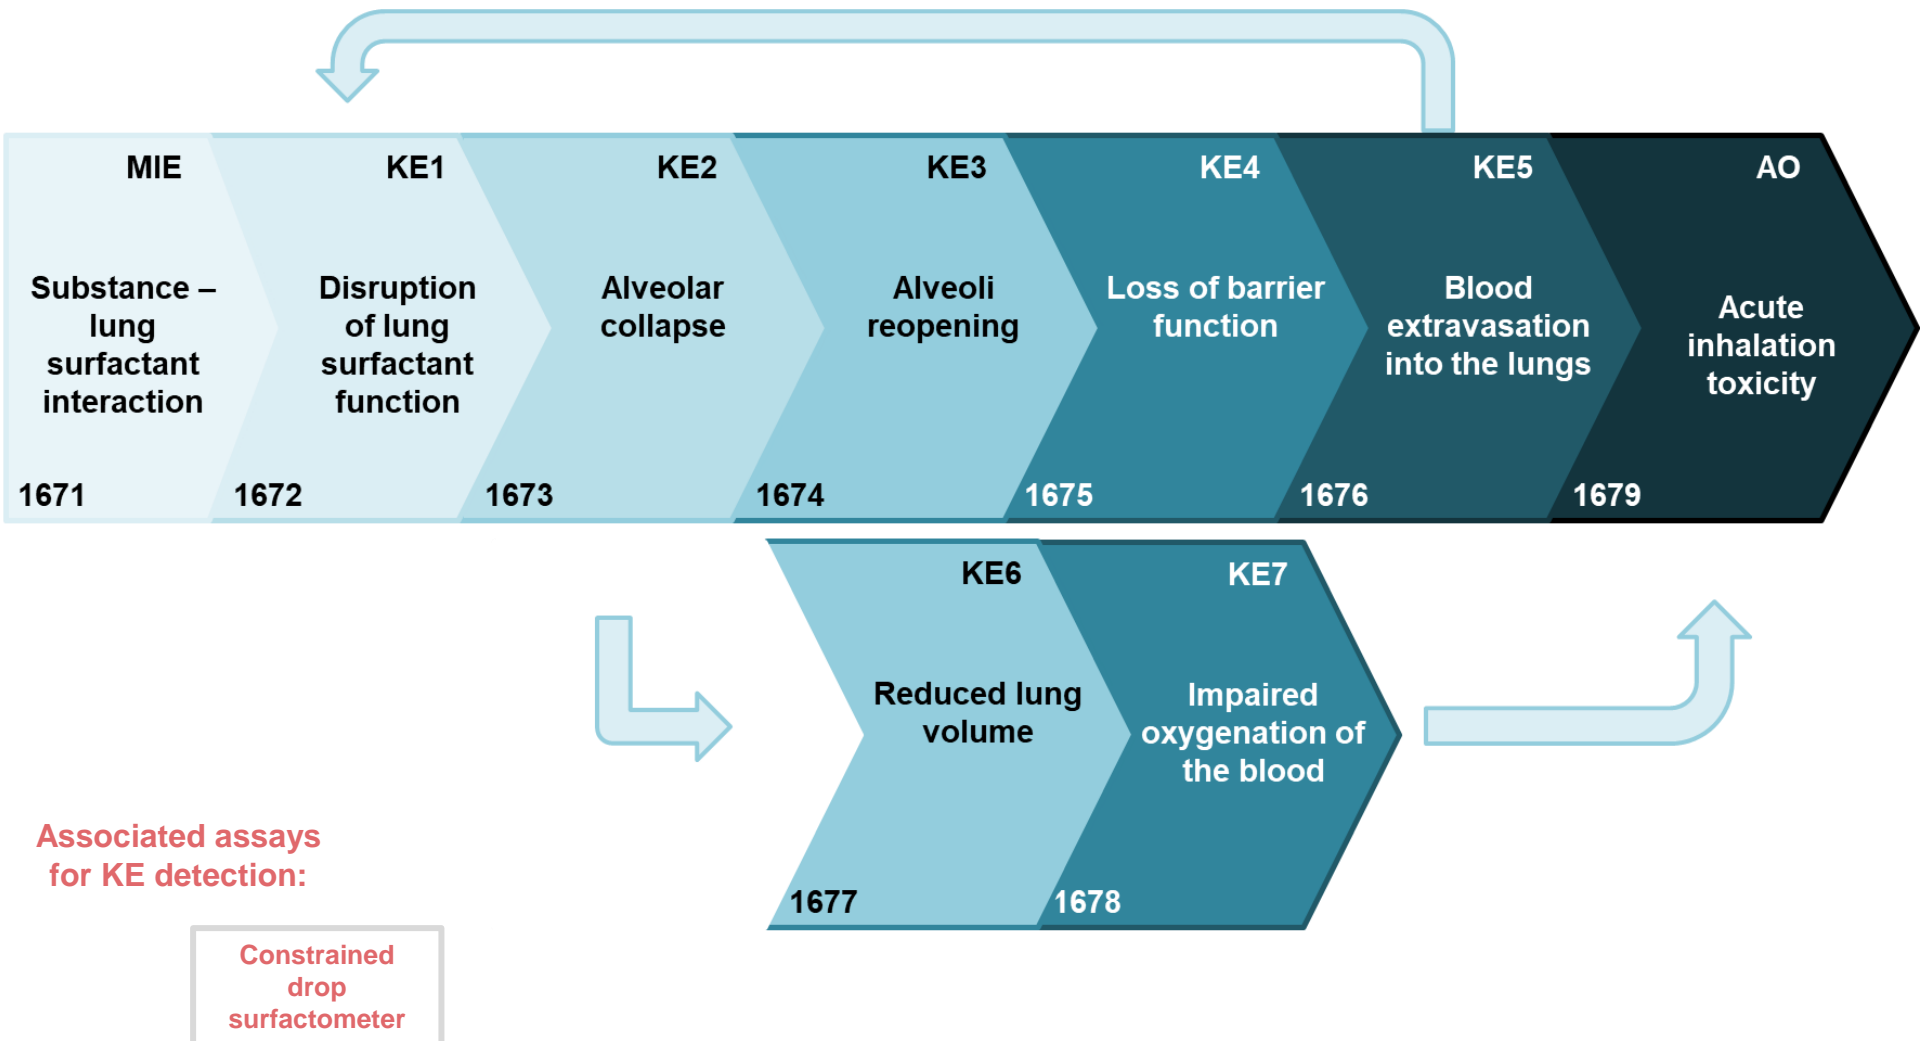 MIE
Substance –
lung
surfactant
interaction
1671
KE1
Disruption
of lung
surfactant
function
1672
KE2
Alveolar
collapse
1673
KE3
Alveoli
reopening
1674
KE4
Loss of barrier
function
1675
KE5
Blood
extravasation
into the lungs
1676
AO
Acute
inhalation
toxicity
1679
KE6
Reduced lung
volume
1677
KE7
Impaired
oxygenation of
the blood
1678
Associated assays
for KE detection:
Constrained
drop
surfactometer